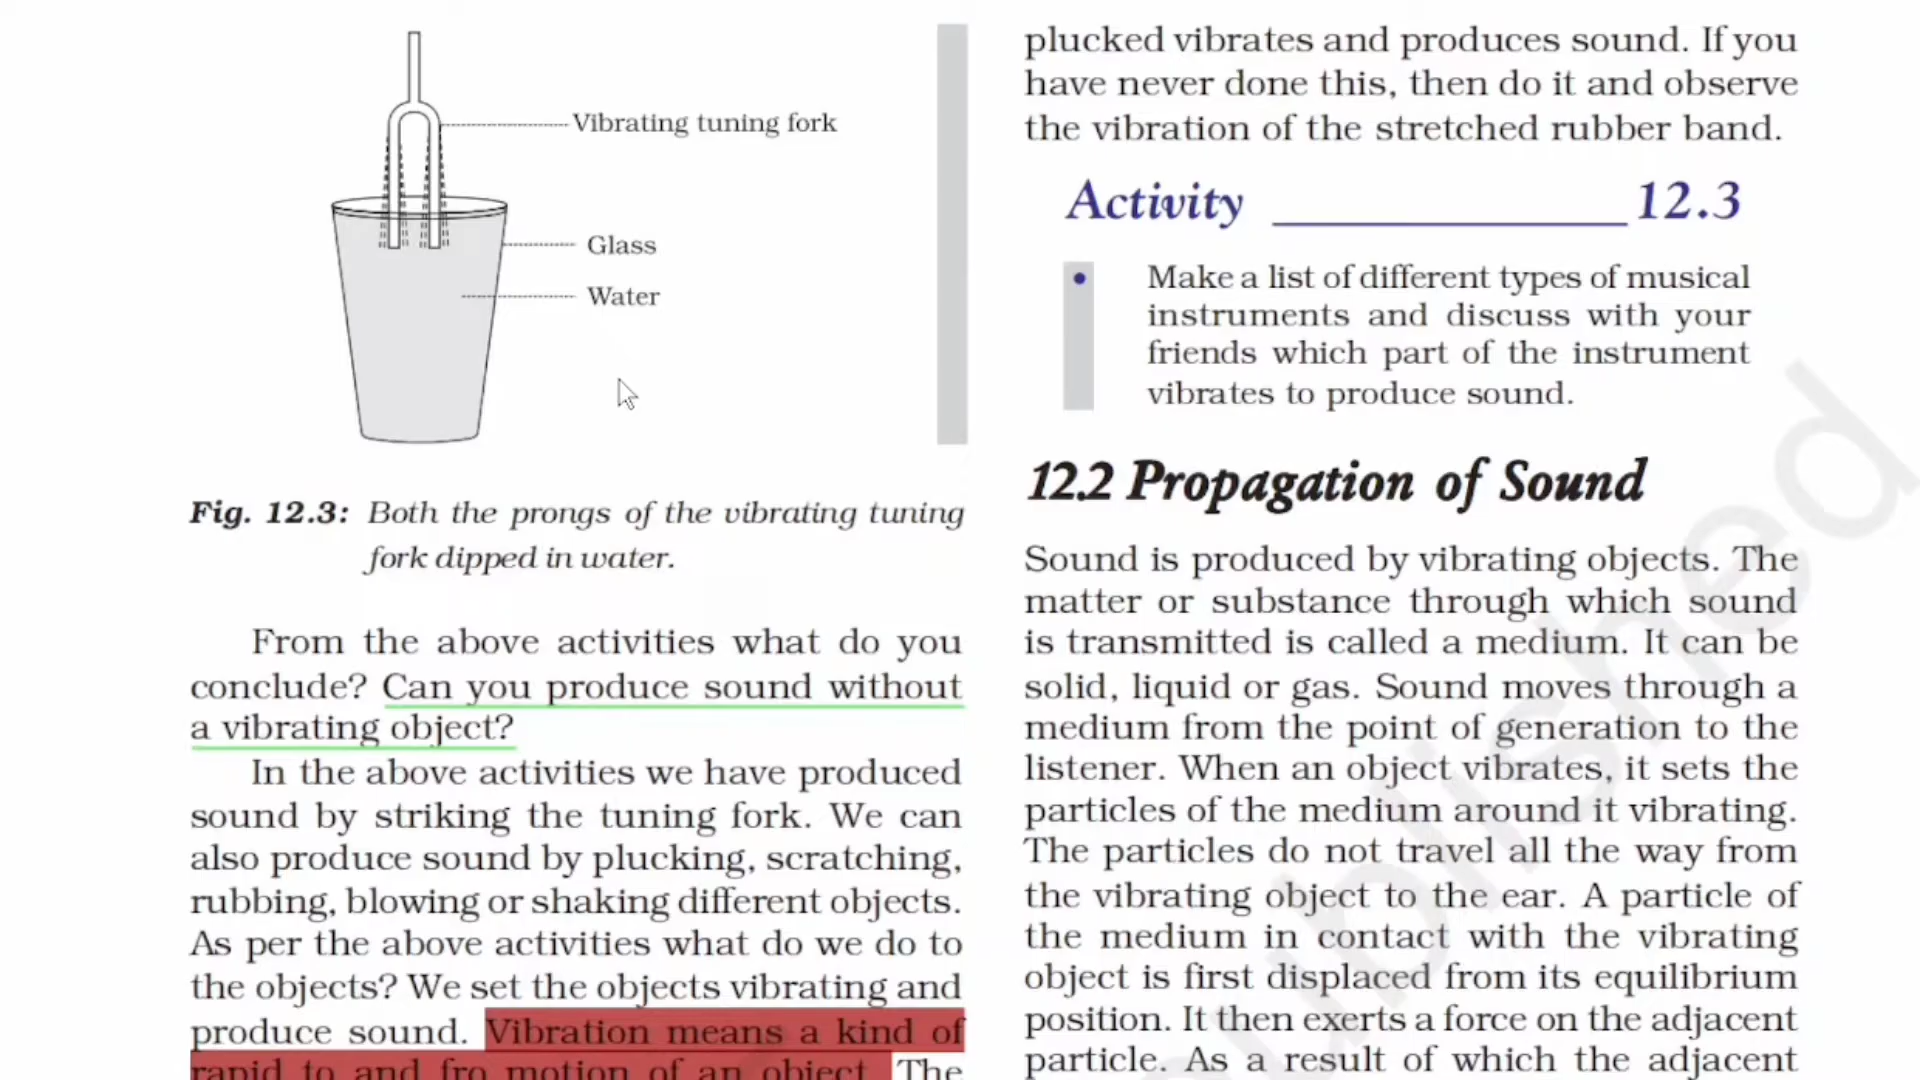 Vibrating tuning fork
Glass
Water
Fig. 12.3: Both the prongs of the vibrating tuning
fork dipped in water.
From the above activities what do you
conclude? Can you produce sound without
a vibrating object?
In the above activities we have produced
sound by striking the tuning fork. We can
also produce sound by plucking, scratching,
rubbing, blowing or shaking different objects.
As per the above activities what do we do to
the objects? We set the objects vibrating and
produce sound. Vibration means a kind of
rapid to and fro motion of an object. The
plucked vibrates and produces sound. If you
have never done this, then do it and observe
the vibration of the stretched rubber band.
Activity 12.3
• Make a list of different types of musical
instruments and discuss with your
friends which part of the instrument
vibrates to produce sound.
12.2 Propagation of Sound
Sound is produced by vibrating objects. The
matter or substance through which sound
is transmitted is called a medium. It can be
solid, liquid or gas. Sound moves through a
medium from the point of generation to the
listener. When an object vibrates, it sets the
particles of the medium around it vibrating.
The particles do not travel all the way from
the vibrating object to the ear. A particle of
the medium in contact with the vibrating
object is first displaced from its equilibrium
position. It then exerts a force on the adjacent
particle. As a result of which the adjacent
ublished